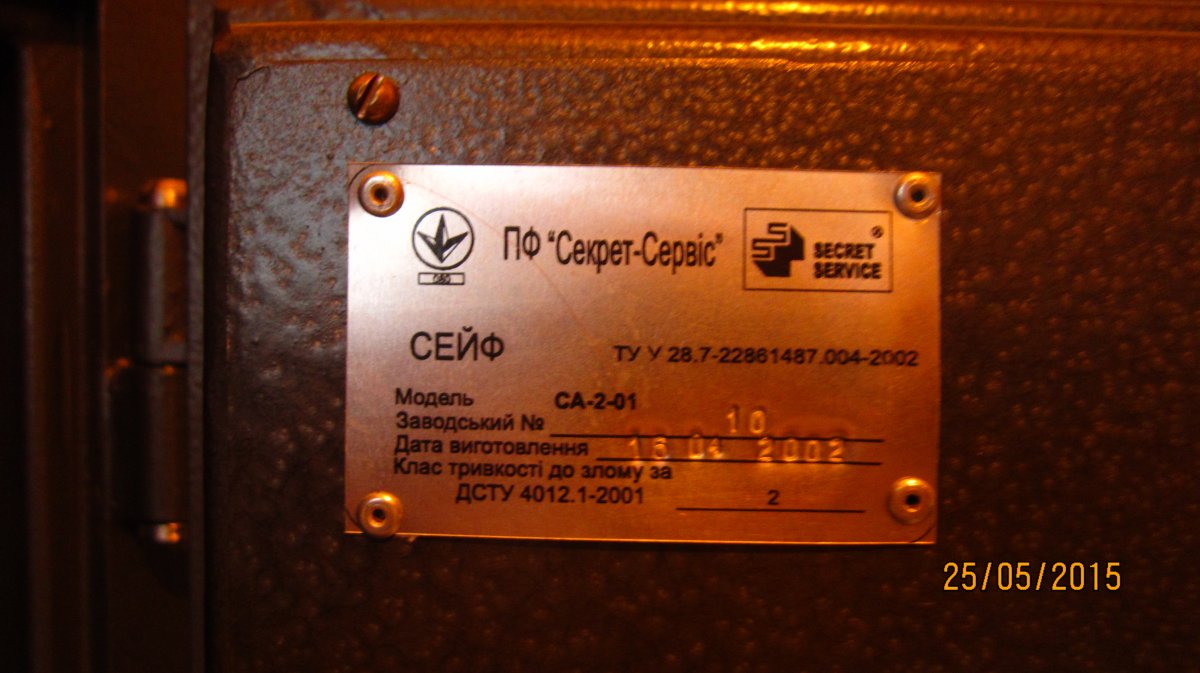 ПФ "Секрет-Сервіс"
SECRET ®
SERVICE
СЕЙФ
ТУ У 28.7-22861487.004-2002
Модель СА-2-01
Заводський № 10
Дата виготовлення 16 04 2002
Клас тривкості до злому за
ДСТУ 4012.1-2001 2
25/05/2015